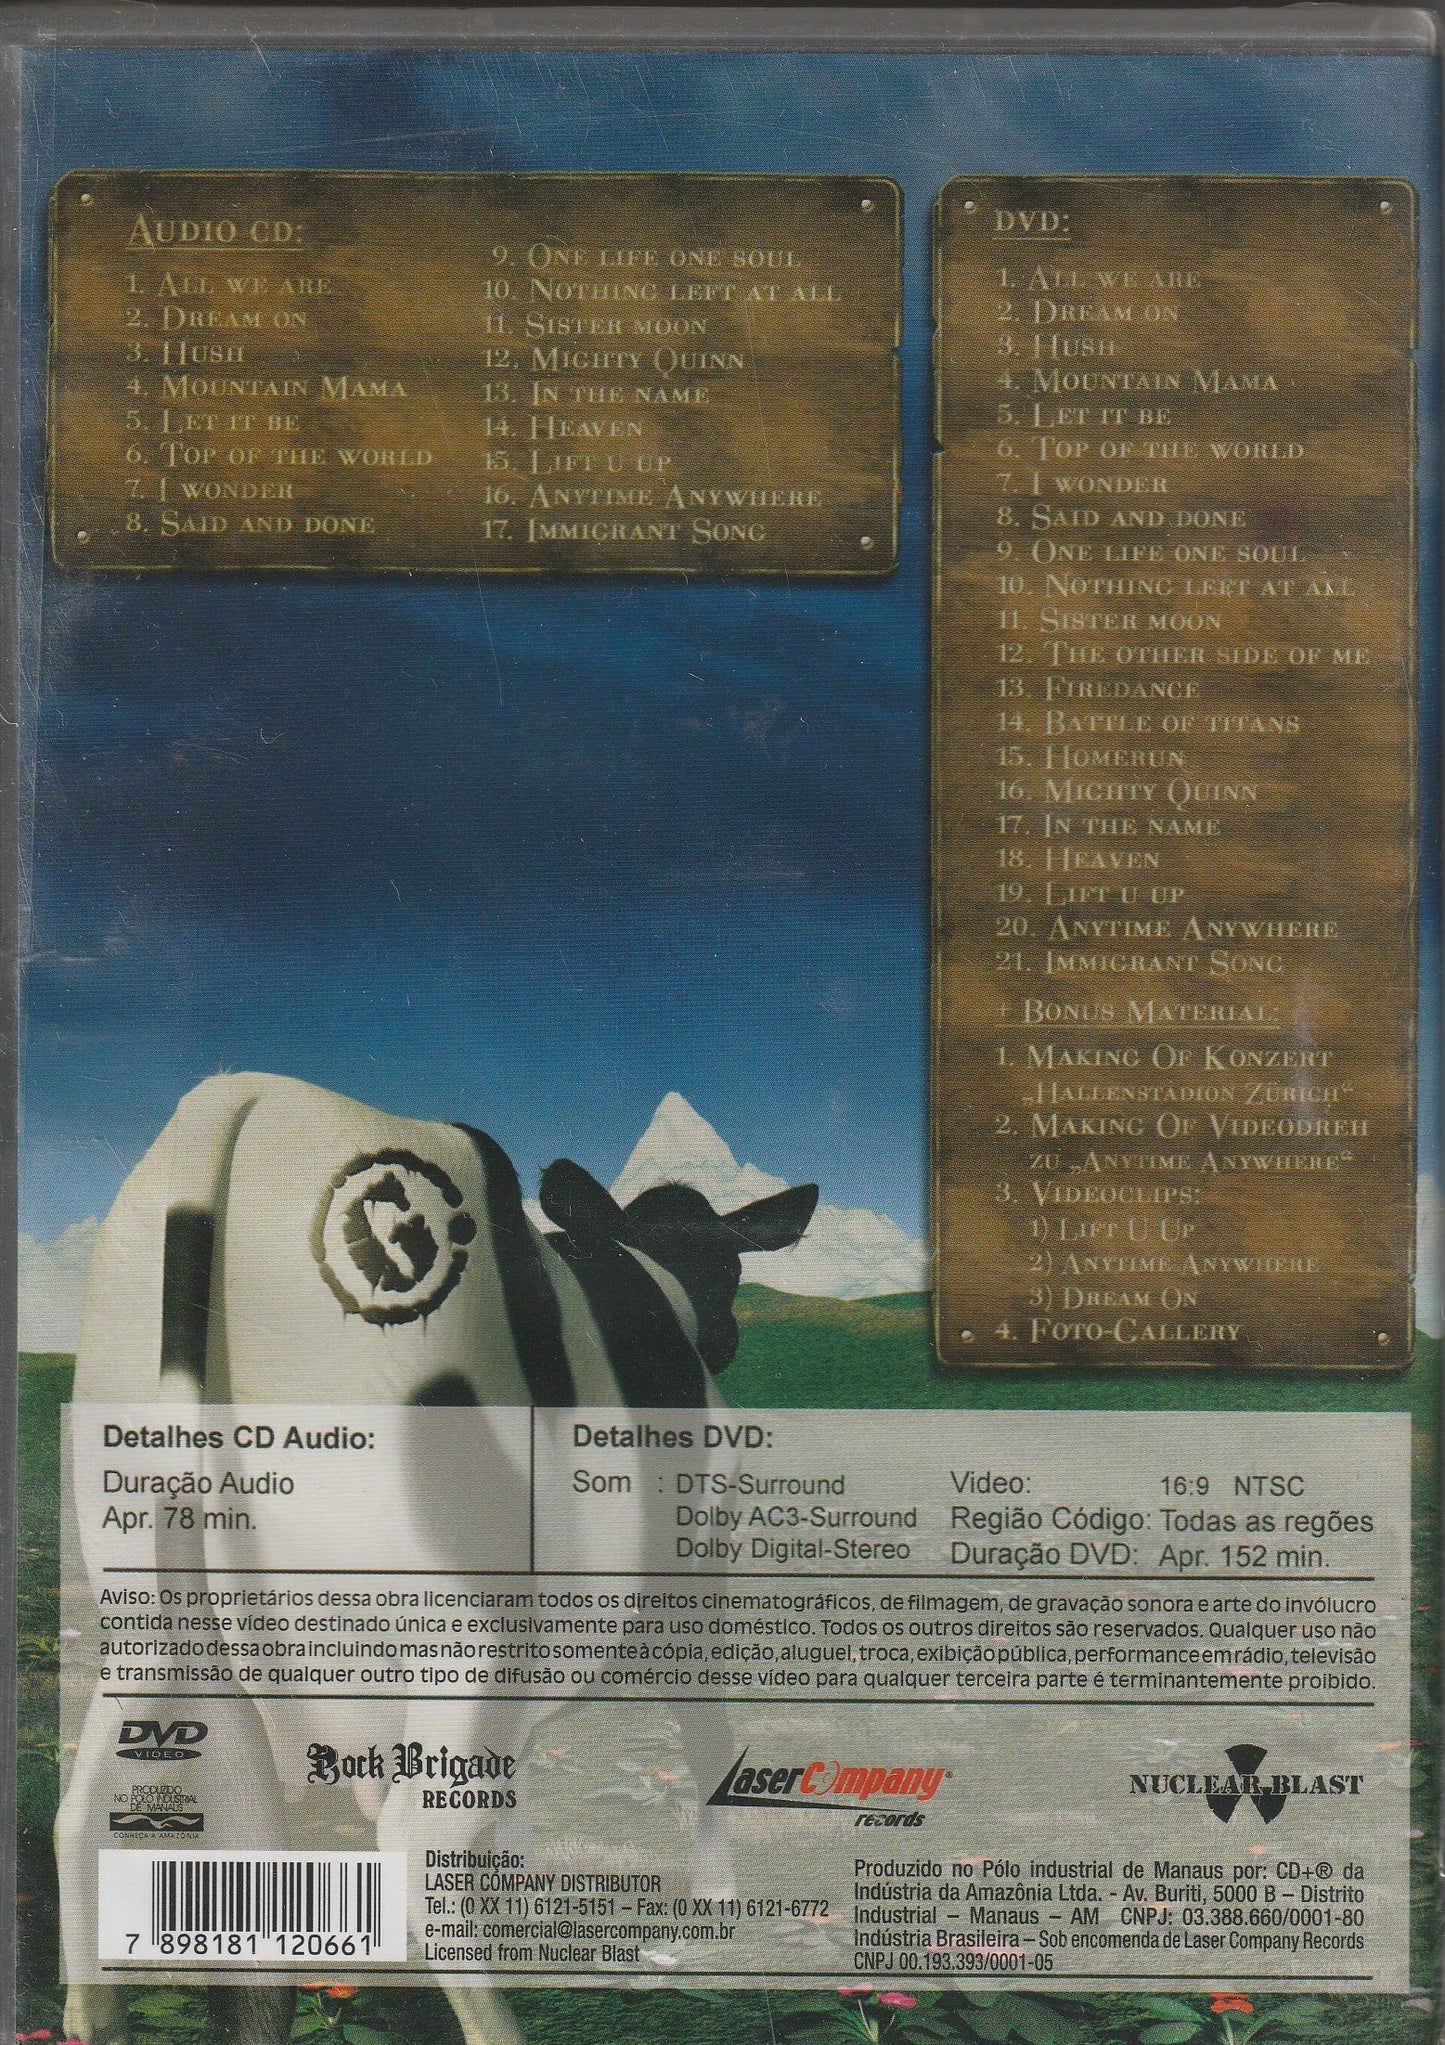 Audio CD:
1. All we are
2. Dream on
3. Hush
4. Mountain Mama
5. Let it be
6. Top of the world
7. I wonder
8. Said and done
9. One life one soul
10. Nothing left at all
11. Sister moon
12. Mighty Quinn
13. In the name
14. Heaven
15. Lift u up
16. Anytime Anywhere
17. Immigrant Song
DVD:
1. All we are
2. Dream on
3. Hush
4. Mountain Mama
5. Let it be
6. Top of the world
7. I wonder
8. Said and done
9. One life one soul
10. Nothing left at all
11. Sister moon
12. The other side of me
13. Firedance
14. Battle of titans
15. Homerun
16. Mighty Quinn
17. In the name
18. Heaven
19. Lift u up
20. Anytime Anywhere
21. Immigrant Song
+ Bonus Material:
1. Making Of Konzert
„Hallenstadion Zürich“
2. Making Of Videodreh
zu „Anytime Anywhere“
3. Videoclips:
1) Lift U Up
2) Anytime Anywhere
3) Dream On
4. Foto-Gallery
G
Detalhes CD Audio:
Duração Audio
Apr. 78 min.
Detalhes DVD:
Som : DTS-Surround
Dolby AC3-Surround
Dolby Digital-Stereo
Video: 16:9 NTSC
Região Código: Todas as regões
Duração DVD: Apr. 152 min.
Aviso: Os proprietários dessa obra licenciaram todos os direitos cinematográficos, de filmagem, de gravação sonora e arte do invólucro
contida nesse vídeo destinado única e exclusivamente para uso doméstico. Todos os outros direitos são reservados. Qualquer uso não
autorizado dessa obra incluindo mas não restrito somente à cópia, edição, aluguel, troca, exibição pública, performance em rádio, televisão
e transmissão de qualquer outro tipo de difusão ou comércio desse vídeo para qualquer terceira parte é terminantemente proibido.
DVD
VIDEO
PRODUZIDO
NO PÓLO INDUSTRIAL
DE MANAUS
CONHEÇA A AMAZÔNIA
Rock Brigade
RECORDS
LaserCompany®
records
NUCLEAR BLAST
7 898181 120661
Distribuição:
LASER COMPANY DISTRIBUTOR
Tel.: (0 XX 11) 6121-5151 – Fax: (0 XX 11) 6121-6772
e-mail: comercial@lasercompany.com.br
Licensed from Nuclear Blast
Produzido no Pólo industrial de Manaus por: CD+® da
Indústria da Amazônia Ltda. - Av. Buriti, 5000 B – Distrito
Industrial – Manaus – AM CNPJ: 03.388.660/0001-80
Indústria Brasileira – Sob encomenda de Laser Company Records
CNPJ 00.193.393/0001-05